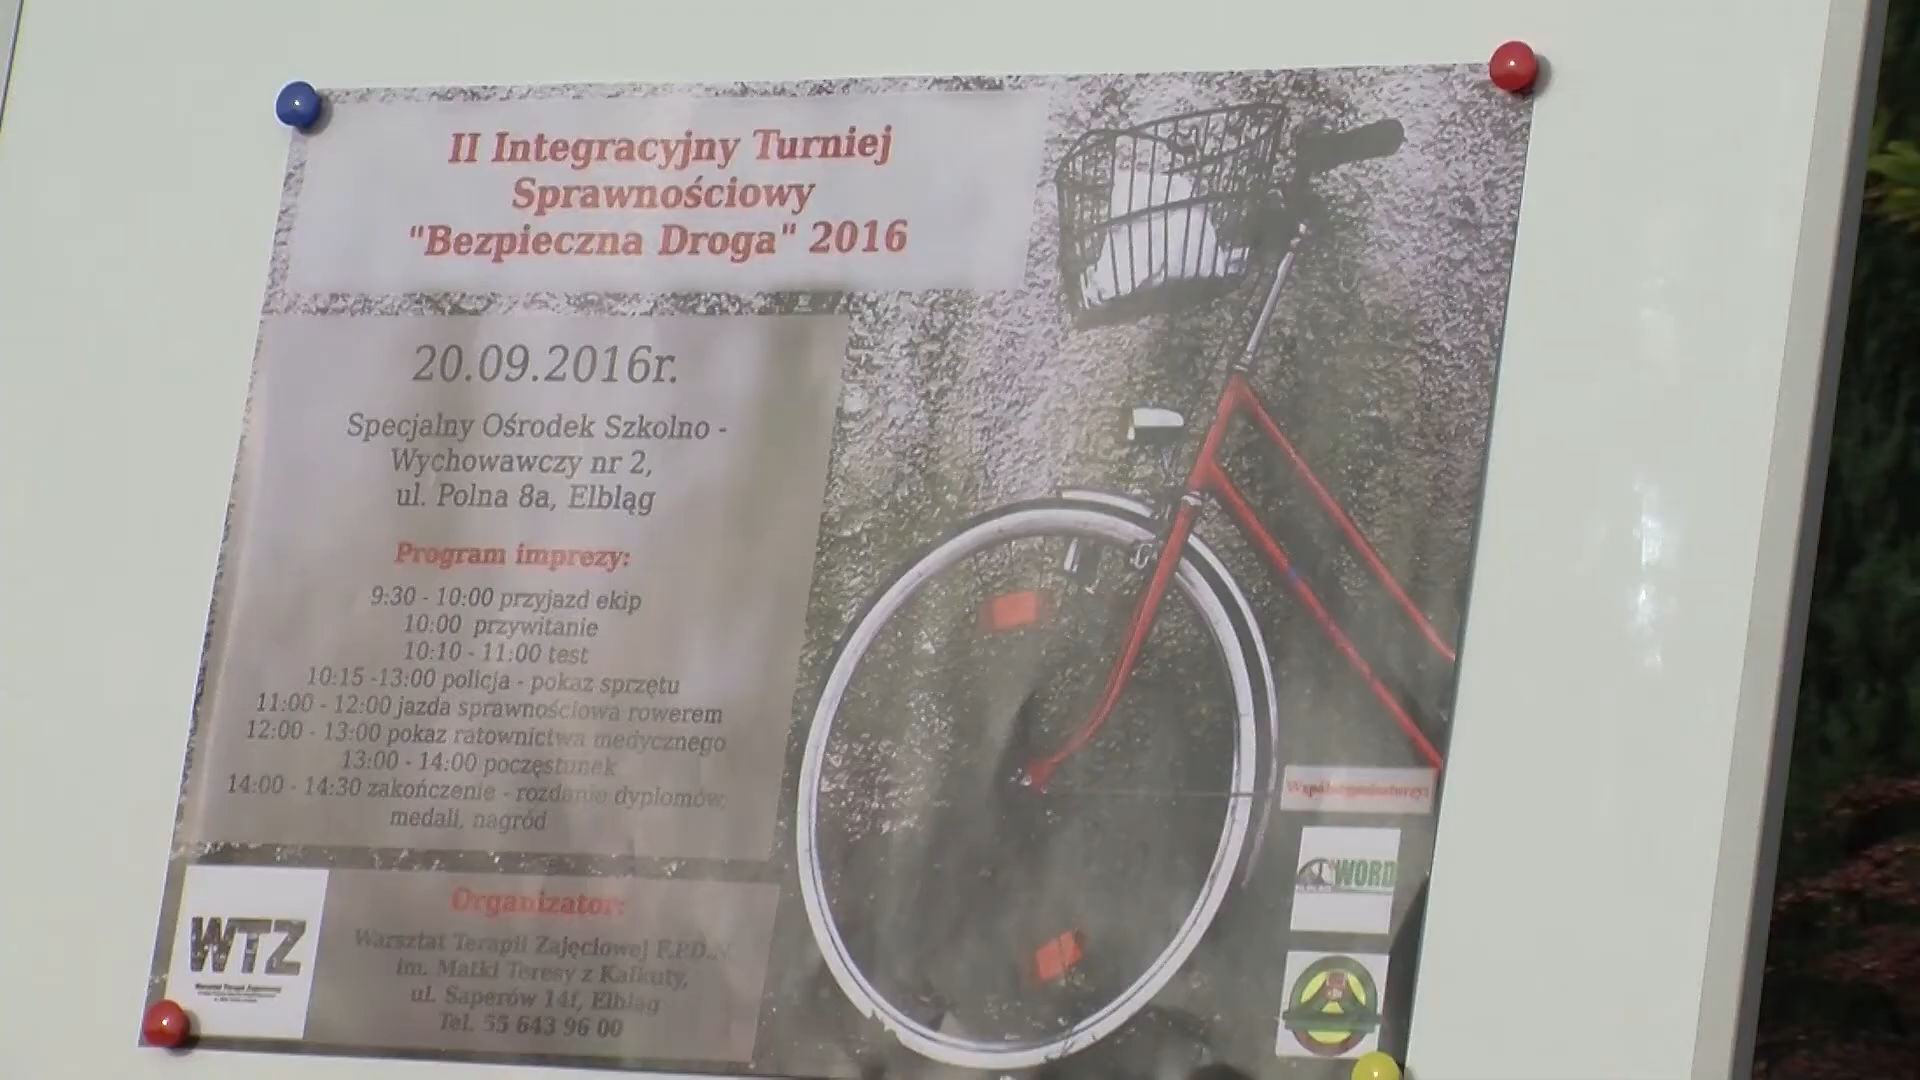 II Integracyjny Turniej
Sprawnościowy
"Bezpieczna Droga" 2016
20.09.2016r.
Specjalny Ośrodek Szkolno -
Wychowawczy nr 2,
ul. Polna 8a, Elbląg
Program imprezy:
9:30 - 10:00 przyjazd ekip
10:00 przywitanie
10:10 - 11:00 test
10:15 -13:00 policja - pokaz sprzętu
11:00 - 12:00 jazda sprawnościowa rowerem
12:00 - 13:00 pokaz ratownictwa medycznego
13:00 - 14:00 poczęstunek
14:00 - 14:30 zakończenie - rozdanie dyplomów,
medali, nagród
Organizator:
Warsztat Terapii Zajęciowej
im. Matki Teresy z Kalkuty,
ul. Saperów 14f, Elbląg
Tel. 55 643 96 00
WTZ
Warsztat Terapii Zajęciowej
Współorganizatorzy:
WORD